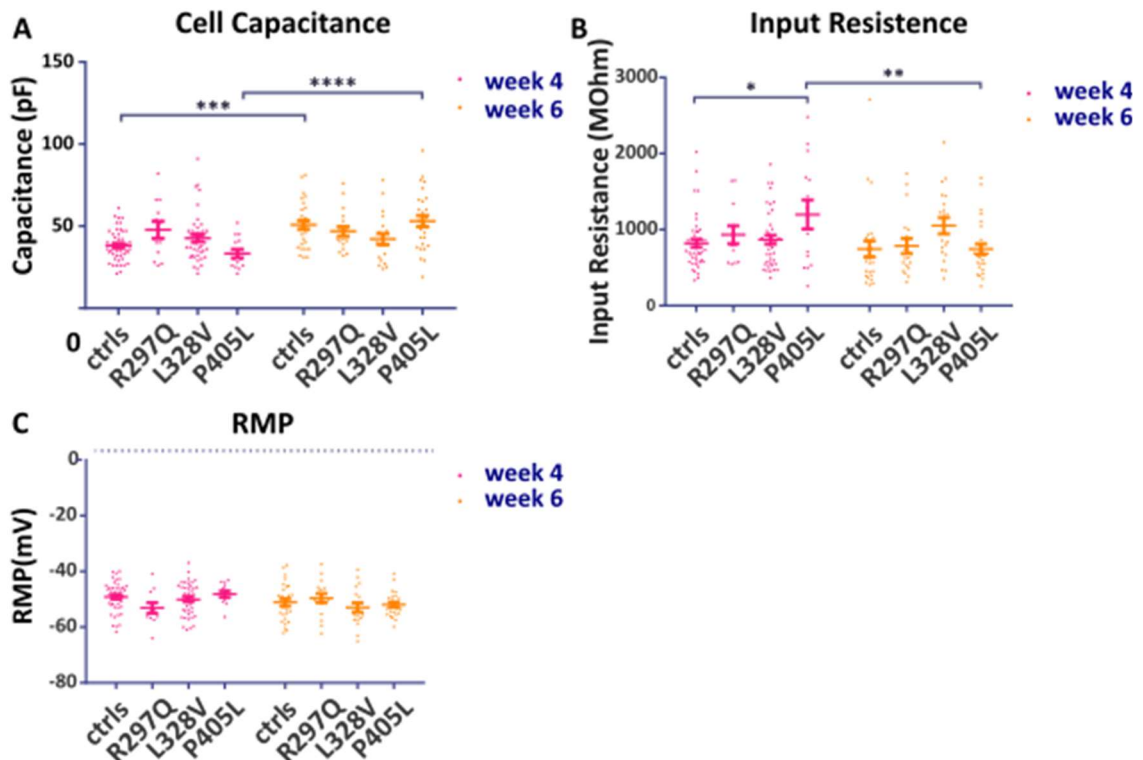 A
Cell Capacitance
Capacitance (pF)
150
100
50
0
***
****
week 4
week 6
ctrls
R297Q
L328V
P405L
ctrls
R297Q
L328V
P405L
B
Input Resistence
Input Resistance (MOhm)
3000
2000
1000
0
*
**
week 4
week 6
ctrls
R297Q
L328V
P405L
ctrls
R297Q
L328V
P405L
C
RMP
RMP(mV)
0
-20
-40
-60
-80
week 4
week 6
ctrls
R297Q
L328V
P405L
ctrls
R297Q
L328V
P405L